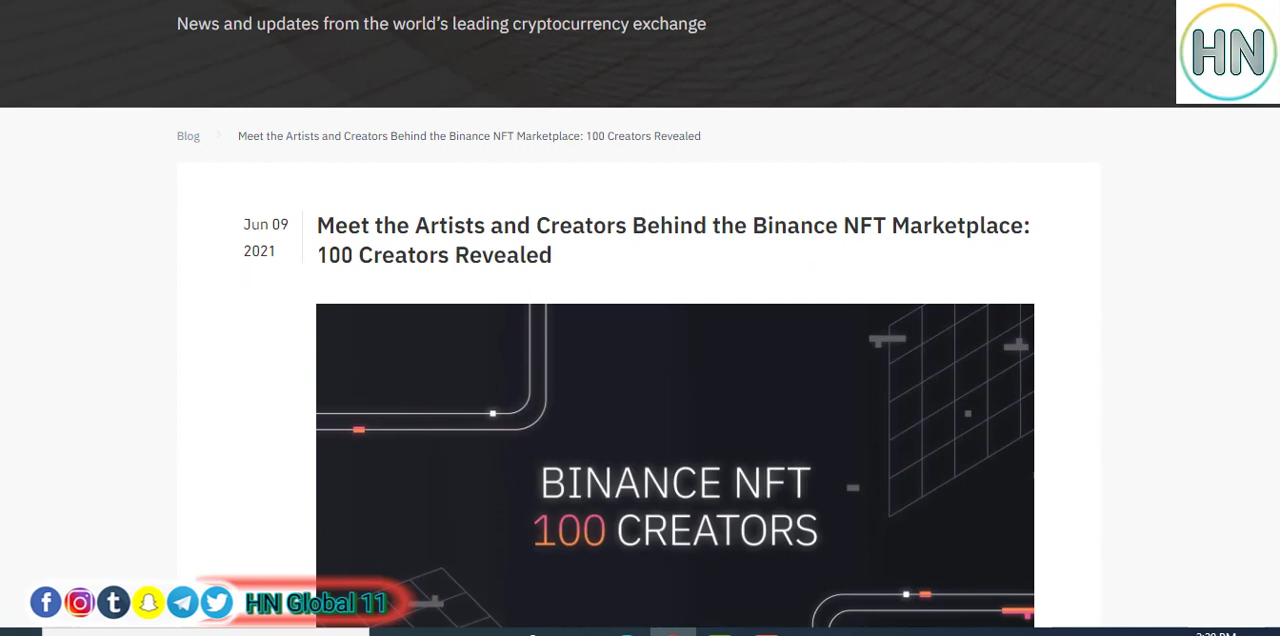 News and updates from the world’s leading cryptocurrency exchange
HN
Blog
Meet the Artists and Creators Behind the Binance NFT Marketplace: 100 Creators Revealed
Jun 09
2021
Meet the Artists and Creators Behind the Binance NFT Marketplace:
100 Creators Revealed
BINANCE NFT
100 CREATORS
HN Global 11